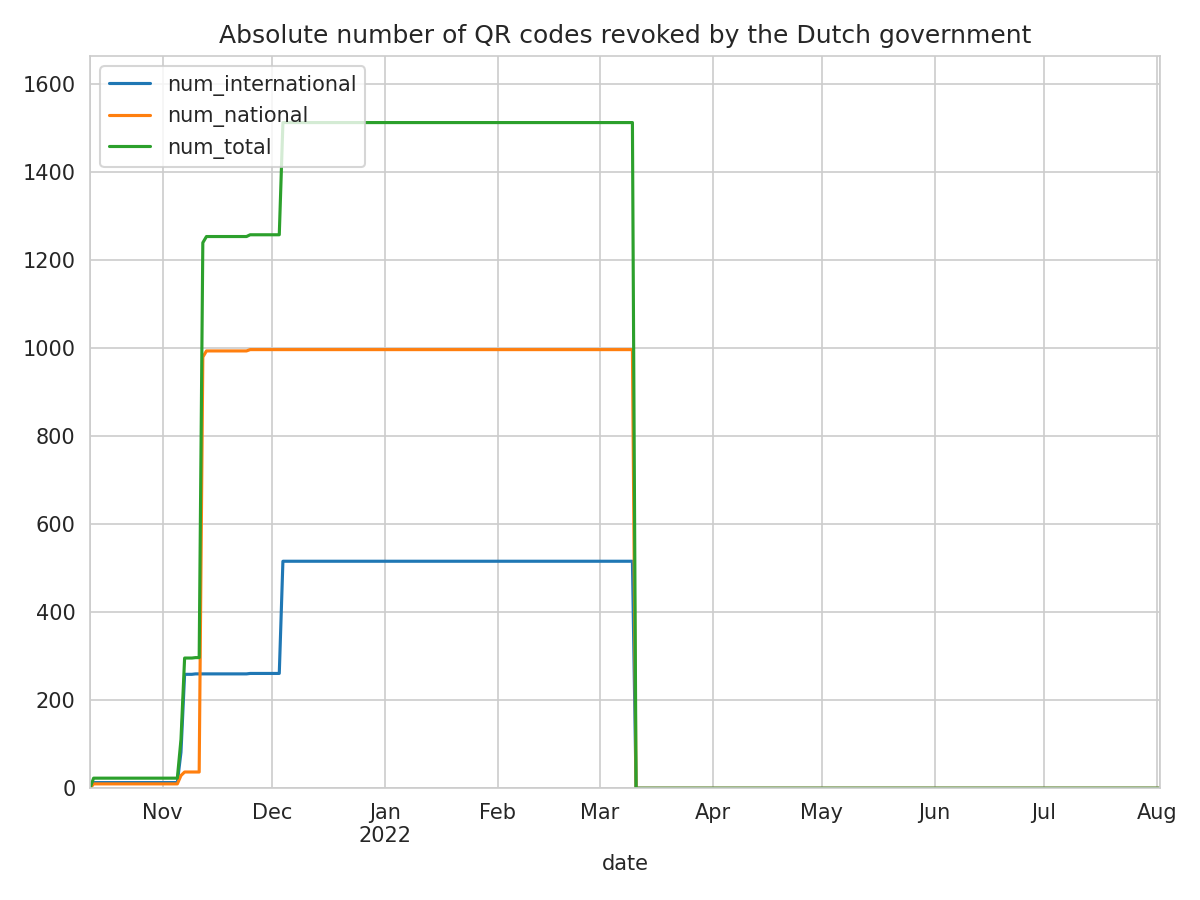 Absolute number of QR codes revoked by the Dutch government
num_international
num_national
num_total
1600
1400
1200
1000
800
600
400
200
0
Nov Dec Jan Feb Mar Apr May Jun Jul Aug
2022
date